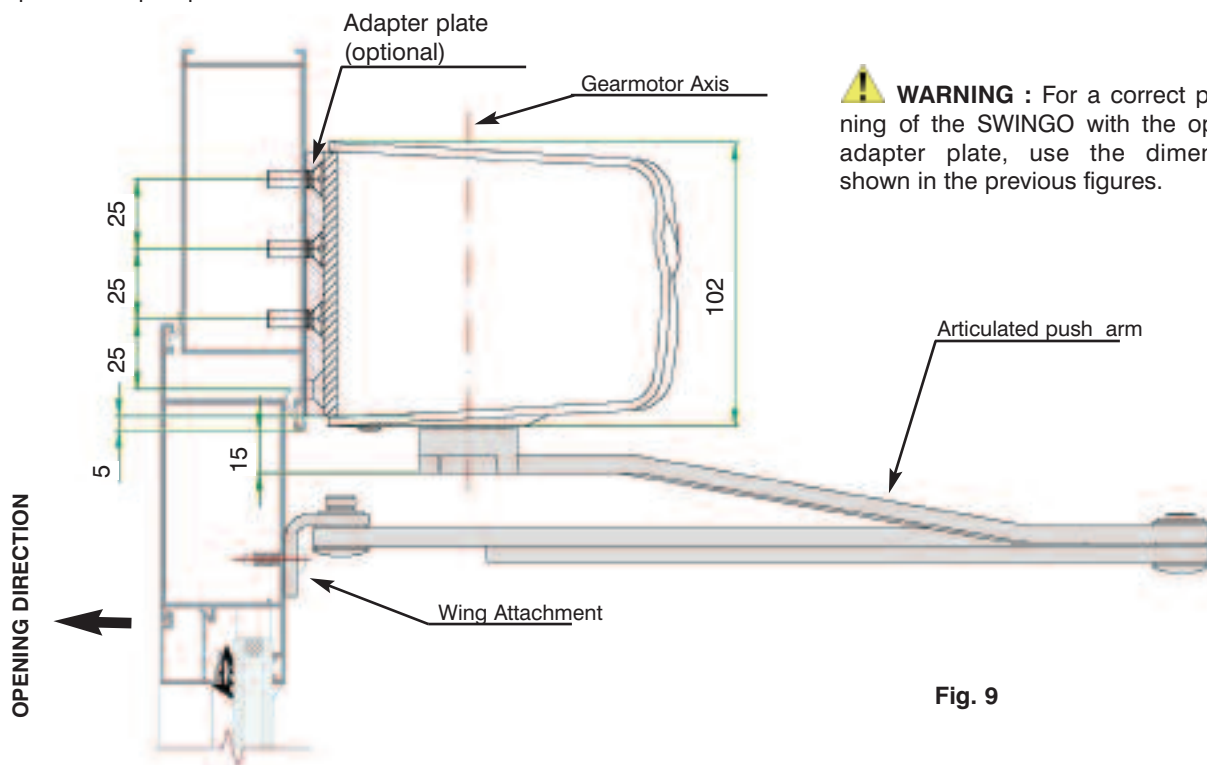 Adapter plate
(optional)
Gearmotor Axis
WARNING : For a correct p
ning of the SWINGO with the op
adapter plate, use the dimen
shown in the previous figures.
25
25
25
102
Articulated push arm
5
15
OPENING DIRECTION
Wing Attachment
Fig. 9